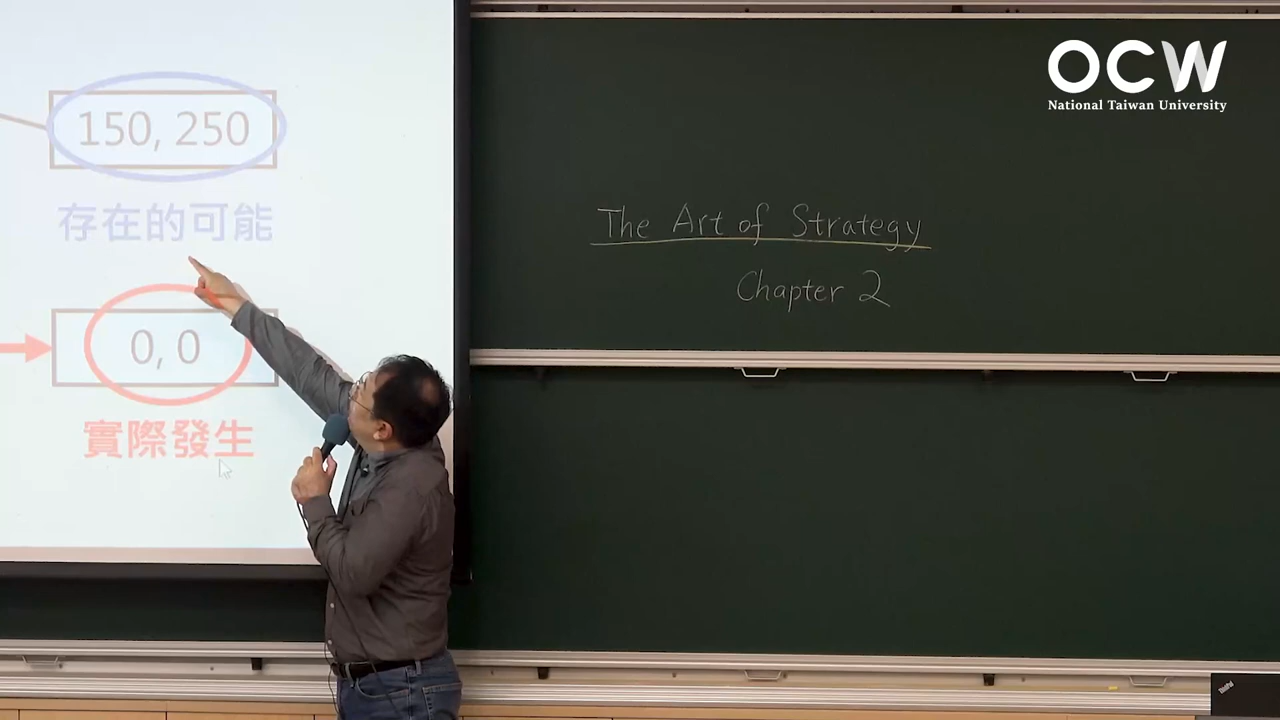 150, 250
存在的可能
0, 0
實際發生
The Art of Strategy
Chapter 2
OCW
National Taiwan University
ThinkPad